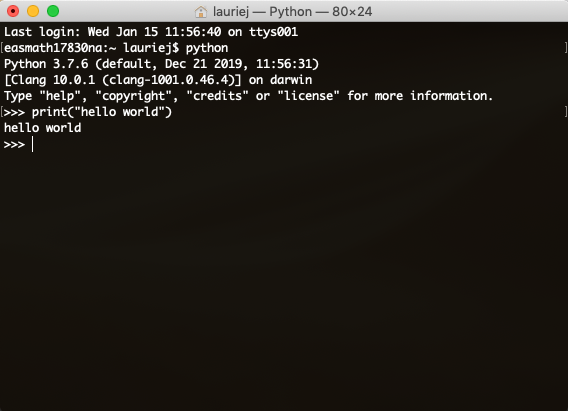 lauriej — Python — 80×24
Last login: Wed Jan 15 11:56:40 on ttys001
[easmath17830na:~ lauriej$ python ]
Python 3.7.6 (default, Dec 21 2019, 11:56:31)
[Clang 10.0.1 (clang-1001.0.46.4)] on darwin
Type "help", "copyright", "credits" or "license" for more information.
[>>> print("hello world") ]
hello world
>>>